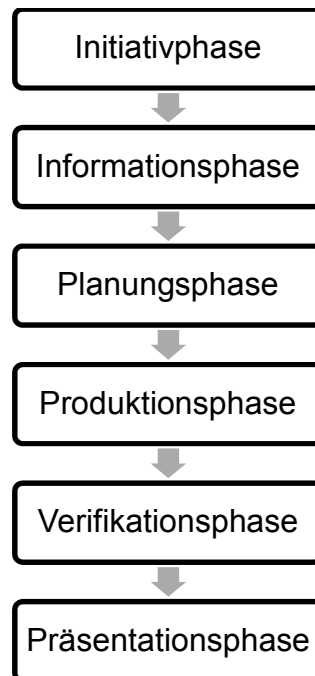 Initiativphase
Informationsphase
Planungsphase
Produktionsphase
Verifikationsphase
Präsentationsphase